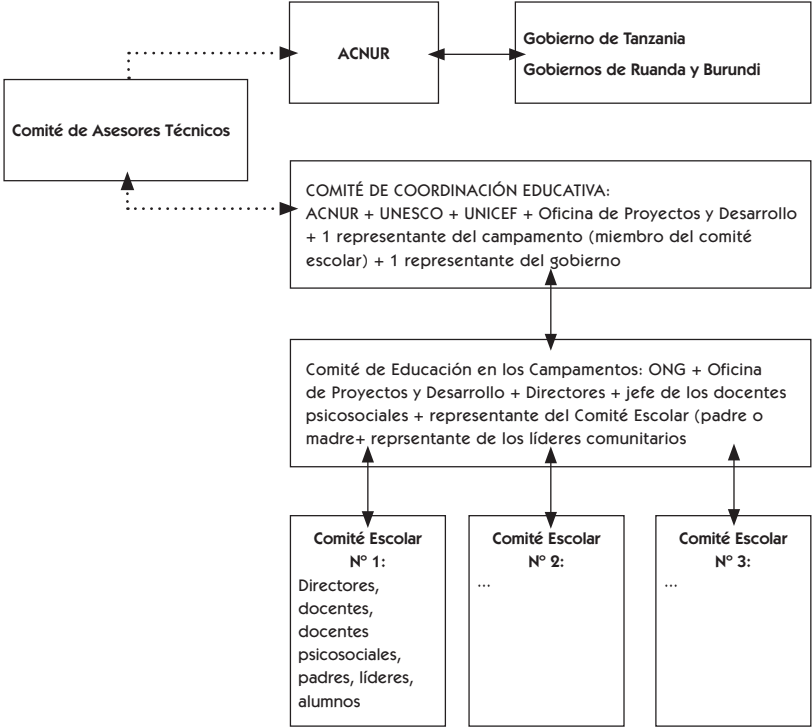 ACNUR
Gobierno de Tanzania
Gobiernos de Ruanda y Burundi
Comité de Asesores Técnicos
COMITÉ DE COORDINACIÓN EDUCATIVA:
ACNUR + UNESCO + UNICEF + Oficina de Proyectos y Desarrollo
+ 1 representante del campamento (miembro del comité
escolar) + 1 representante del gobierno
Comité de Educación en los Campamentos: ONG + Oficina
de Proyectos y Desarrollo + Directores + jefe de los docentes
psicosociales + representante del Comité Escolar (padre o
madre+ reprsentante de los líderes comunitarios
Comité Escolar
Nº 1:
Directores,
docentes,
docentes
psicosociales,
padres, líderes,
alumnos
Comité Escolar
Nº 2:
...
Comité Escolar
Nº 3:
...